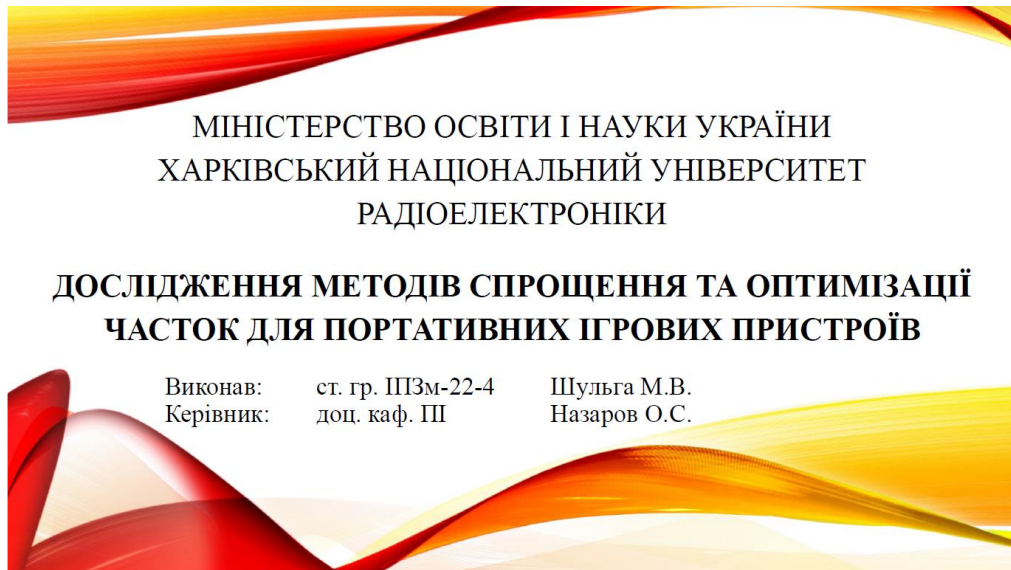 МІНІСТЕРСТВО ОСВІТИ І НАУКИ УКРАЇНИ
ХАРКІВСЬКИЙ НАЦІОНАЛЬНИЙ УНІВЕРСИТЕТ
РАДІОЕЛЕКТРОНІКИ
ДОСЛІДЖЕННЯ МЕТОДІВ СПРОЩЕННЯ ТА ОПТИМІЗАЦІЇ
ЧАСТОК ДЛЯ ПОРТАТИВНИХ ІГРОВИХ ПРИСТРОЇВ
Виконав: ст. гр. ІПЗм-22-4 Шульга М.В.
Керівник: доц. каф. ПІ Назаров О.С.